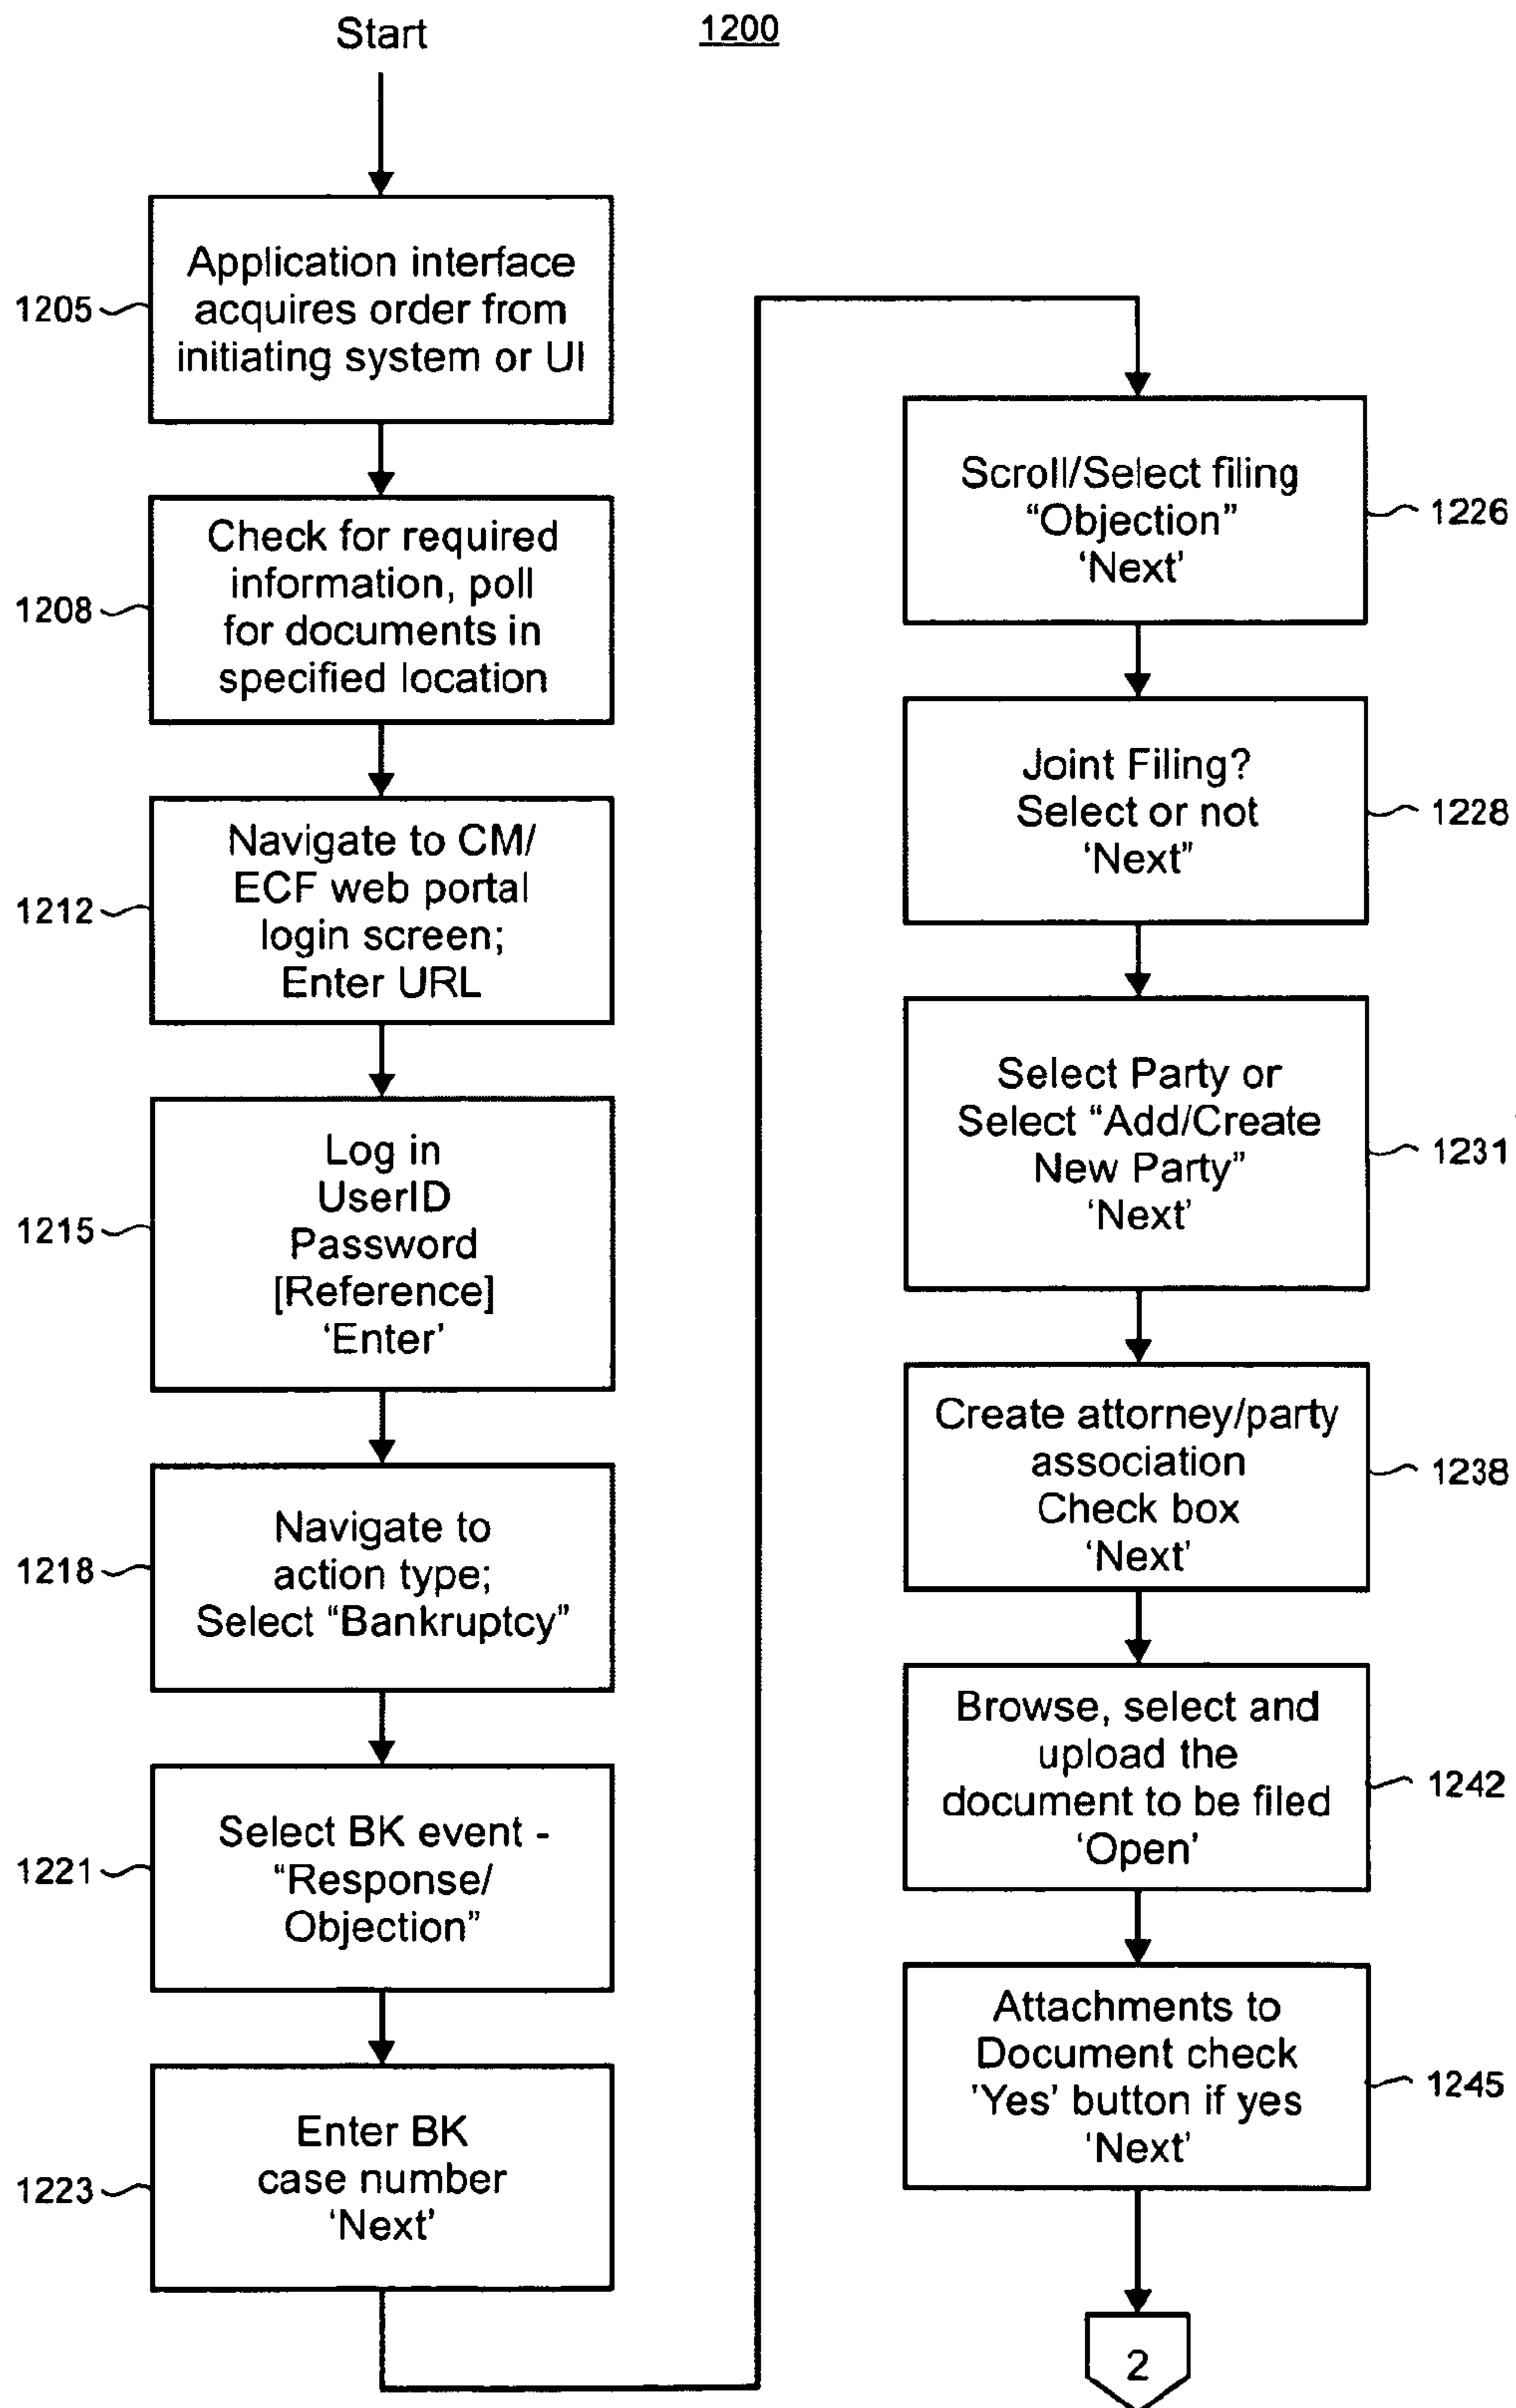 Start
1200
1205
Application interface
acquires order from
initiating system or UI
1208
Check for required
information, poll
for documents in
specified location
1212
Navigate to CM/
ECF web portal
login screen;
Enter URL
1215
Log in
UserID
Password
[Reference]
‘Enter’
1218
Navigate to
action type;
Select “Bankruptcy”
1221
Select BK event -
“Response/
Objection”
1223
Enter BK
case number
‘Next’
Scroll/Select filing
“Objection”
‘Next’
1226
Joint Filing?
Select or not
‘Next”
1228
Select Party or
Select “Add/Create
New Party”
‘Next’
1231
Create attorney/party
association
Check box
‘Next’
1238
Browse, select and
upload the
document to be filed
‘Open’
1242
Attachments to
Document check
’Yes’ button if yes
‘Next’
1245
2